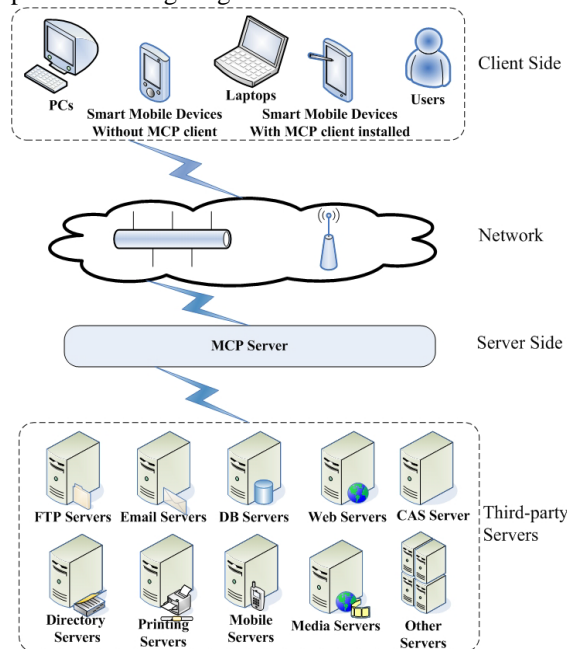 Client Side
PCs
Laptops
Users
Smart Mobile Devices
Without MCP client
Smart Mobile Devices
With MCP client installed
Network
MCP Server
Server Side
FTP Servers
Email Servers
DB Servers
Web Servers
CAS Server
Third-party
Servers
Directory
Servers
Printing
Servers
Mobile
Servers
Media Servers
Other
Servers